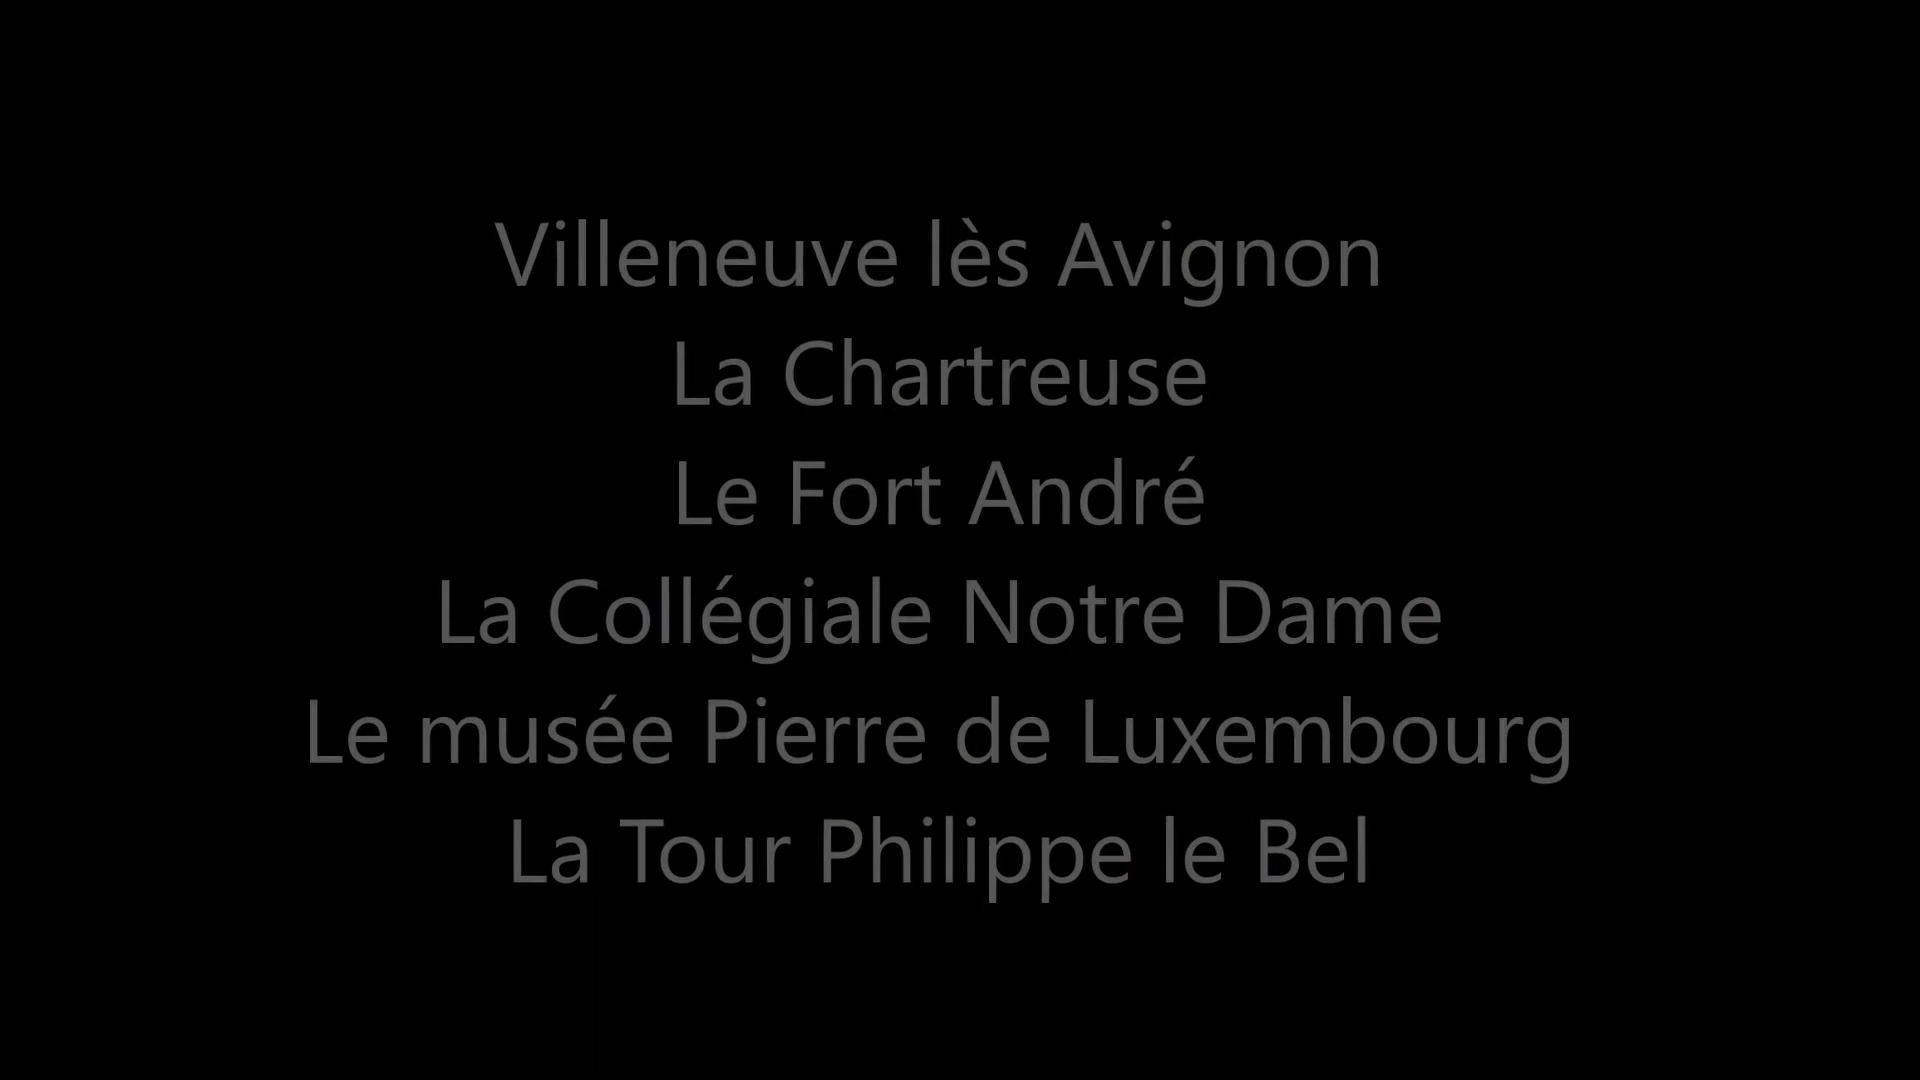 Villeneuve lès Avignon
La Chartreuse
Le Fort André
La Collégiale Notre Dame
Le musée Pierre de Luxembourg
La Tour Philippe le Bel